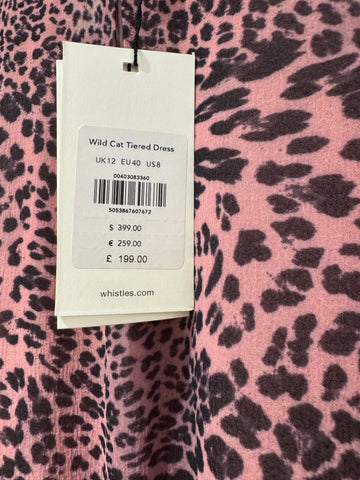 Wild Cat Tiered Dress
UK12 EU40 US8
00403083360
5053867607672
$ 399.00
€ 259.00
£ 199.00
whistles.com